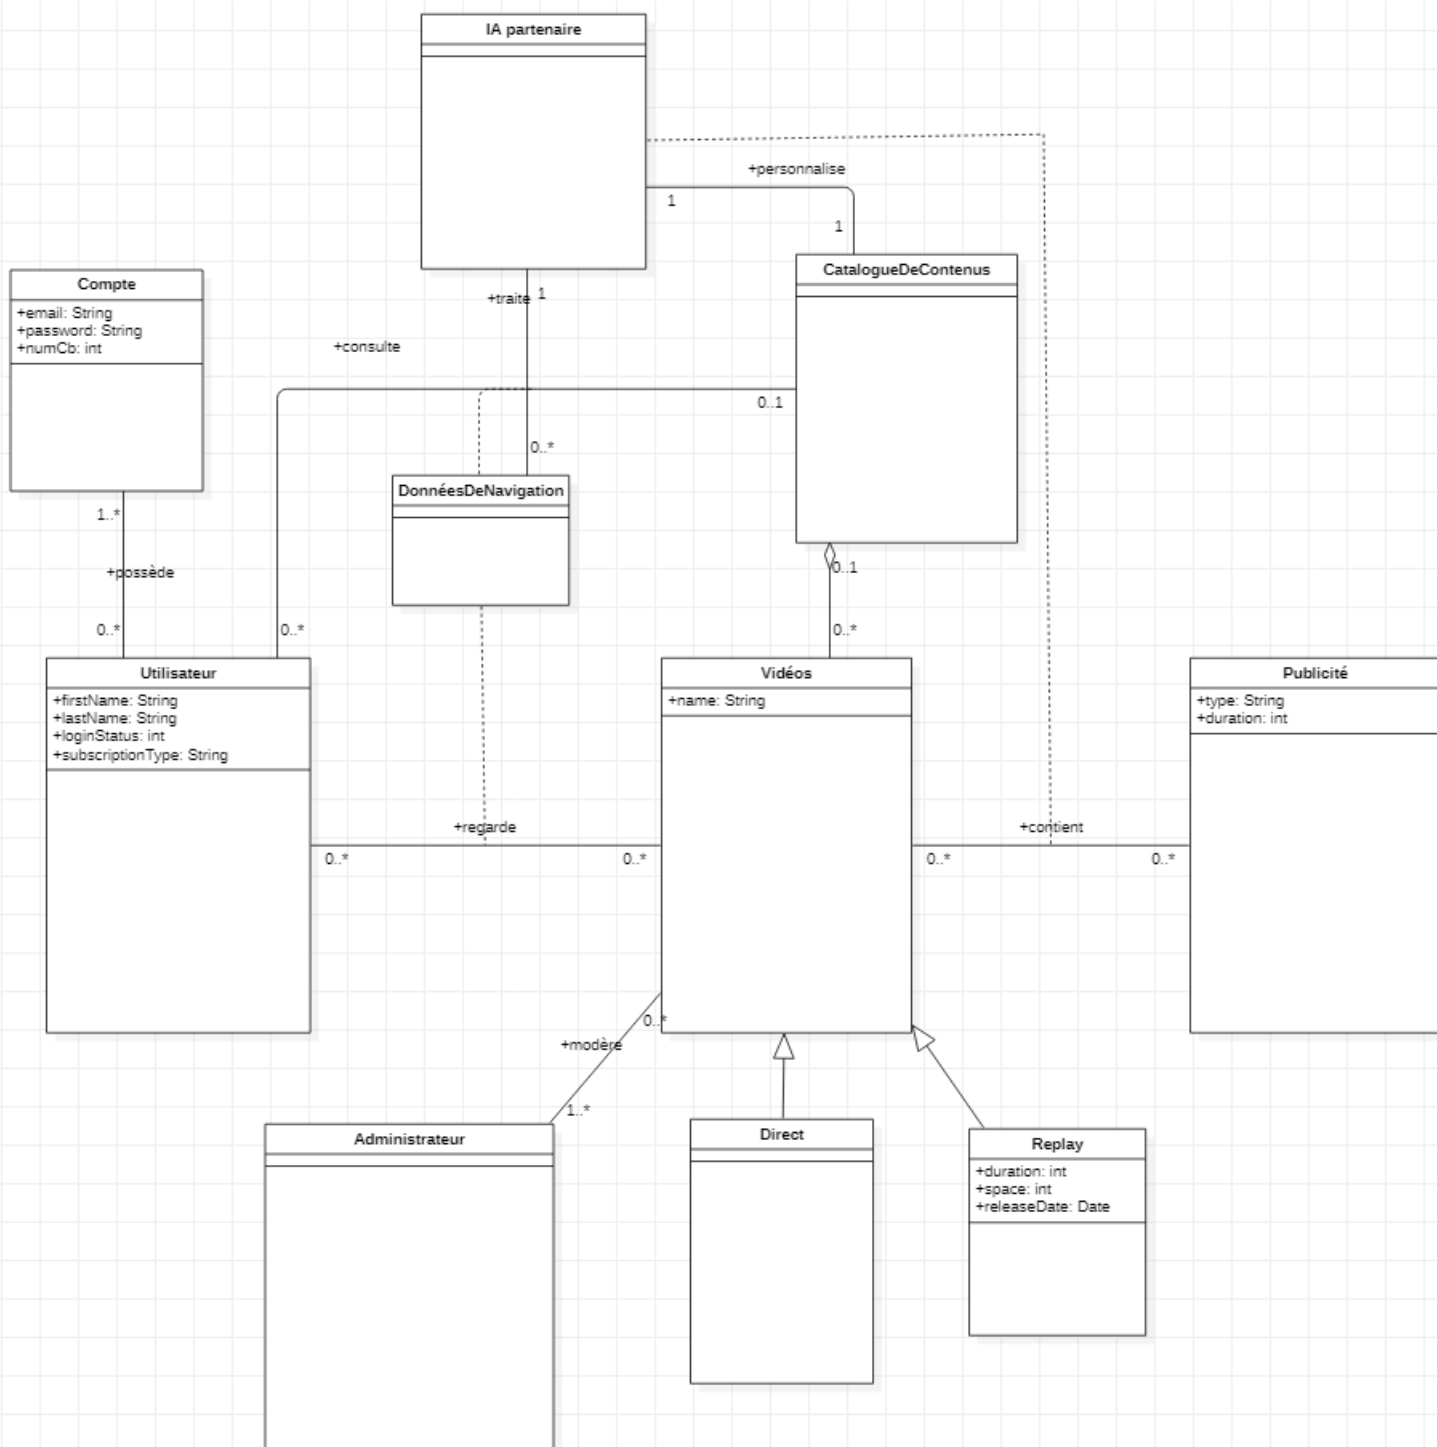 IA partenaire
+personnalise
1
1
CatalogueDeContenus
Compte
+email: String
+password: String
+numCb: int
+traite
1
+consulte
0..1
0..*
DonnéesDeNavigation
1..*
+possède
0..*
0..*
0..1
0..*
Utilisateur
+firstName: String
+lastName: String
+loginStatus: int
+subscriptionType: String
Vidéos
+name: String
Publicité
+type: String
+duration: int
+regarde
0..*
0..*
+contient
0..*
0..*
0..*
+modère
1..*
Administrateur
Direct
Replay
+duration: int
+space: int
+releaseDate: Date